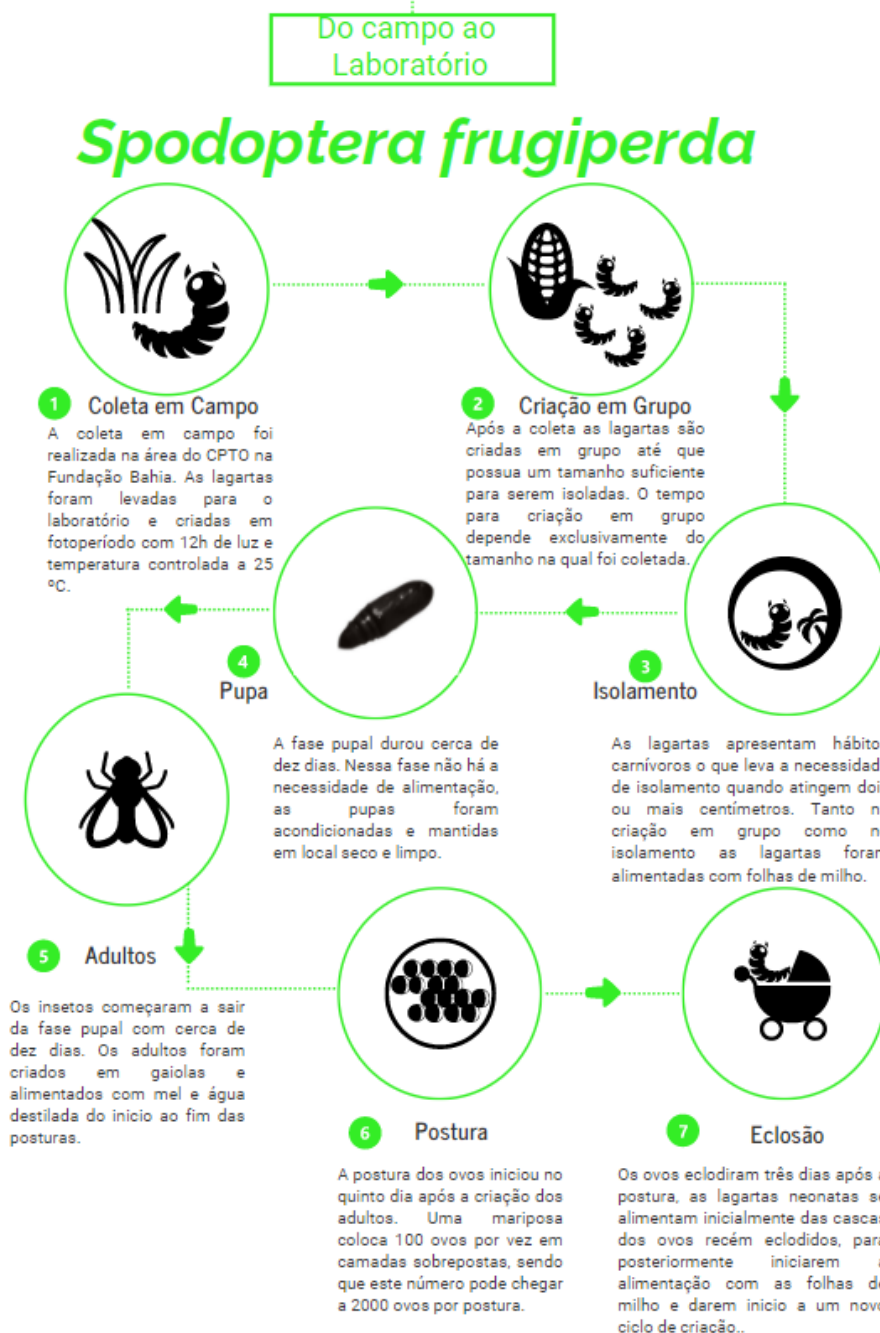 Do campo ao
Laboratório
Spodoptera frugiperda
1 Coleta em Campo
A coleta em campo foi
realizada na área do CPTO na
Fundação Bahia. As lagartas
foram levadas para o
laboratório e criadas em
fotoperíodo com 12h de luz e
temperatura controlada a 25
ºC.
2 Criação em Grupo
Após a coleta as lagartas são
criadas em grupo até que
possua um tamanho suficiente
para serem isoladas. O tempo
para criação em grupo
depende exclusivamente do
tamanho na qual foi coletada.
3
Isolamento
As lagartas apresentam hábito
carnívoros o que leva a necessidad
de isolamento quando atingem doi
ou mais centímetros. Tanto n
criação em grupo como n
isolamento as lagartas foram
alimentadas com folhas de milho.
4
Pupa
A fase pupal durou cerca de
dez dias. Nessa fase não há a
necessidade de alimentação,
as pupas foram
acondicionadas e mantidas
em local seco e limpo.
5 Adultos
Os insetos começaram a sair
da fase pupal com cerca de
dez dias. Os adultos foram
criados em gaiolas e
alimentados com mel e água
destilada do inicio ao fim das
posturas.
6 Postura
A postura dos ovos iniciou no
quinto dia após a criação dos
adultos. Uma mariposa
coloca 100 ovos por vez em
camadas sobrepostas, sendo
que este número pode chegar
a 2000 ovos por postura.
7 Eclosão
Os ovos eclodiram três dias após a
postura, as lagartas neonatas se
alimentam inicialmente das cascas
dos ovos recém eclodidos, para
posteriormente iniciarem a
alimentação com as folhas de
milho e darem inicio a um novo
ciclo de criação..